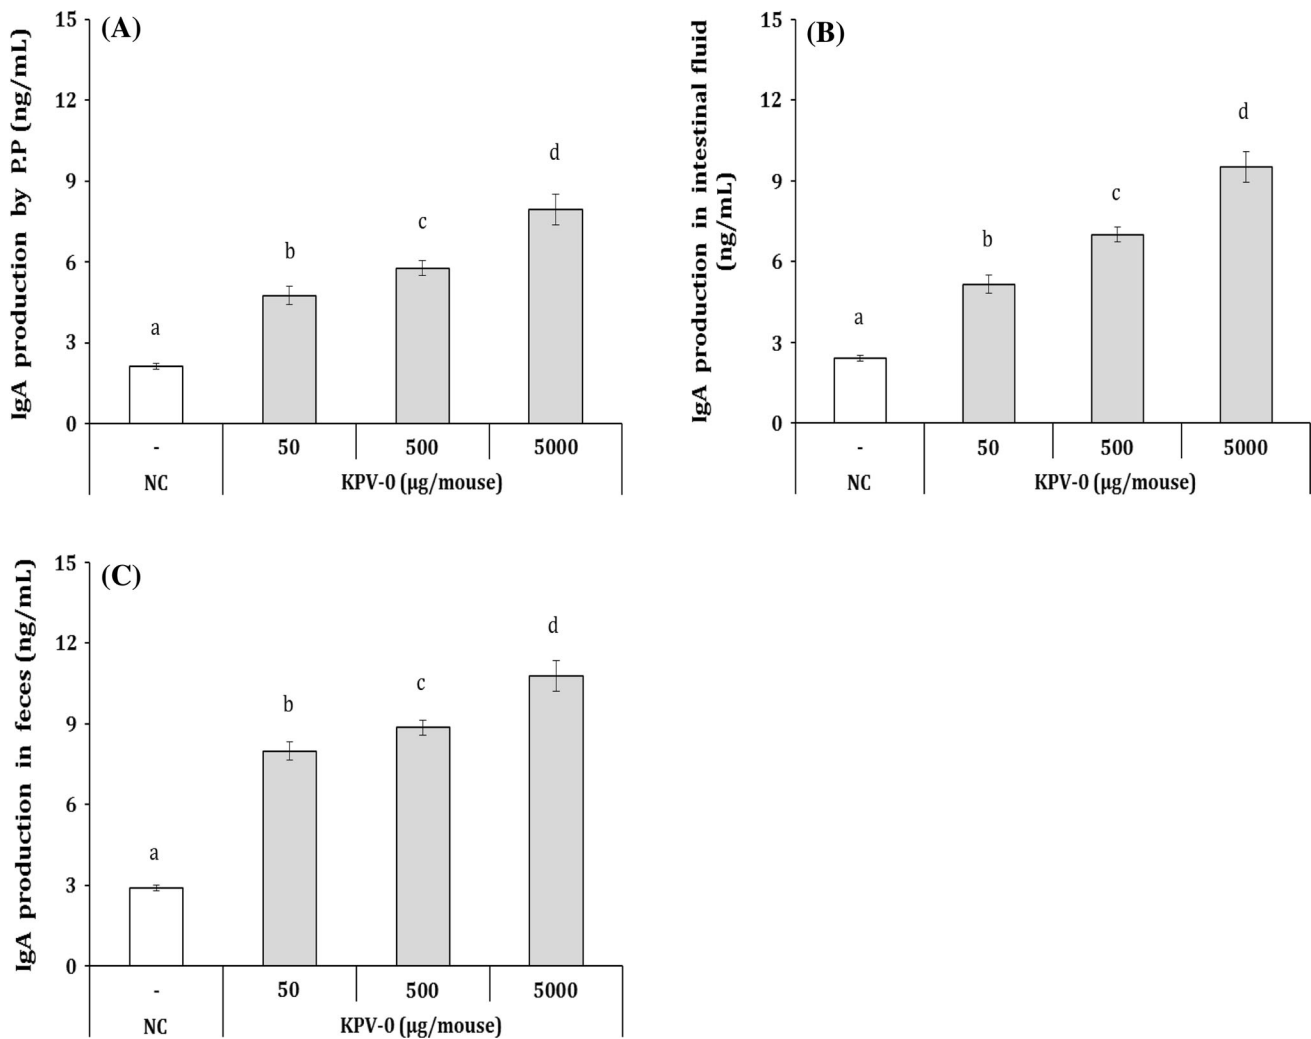 (A)
IgA production by P.P (ng/mL)
15
12
9
6
3
0
a
b
c
d
- 50 500 5000
NC KPV-0 (µg/mouse)
(B)
IgA production in intestinal fluid
(ng/mL)
15
12
9
6
3
0
a
b
c
d
- 50 500 5000
NC KPV-0 (µg/mouse)
(C)
IgA production in feces (ng/mL)
15
12
9
6
3
0
a
b
c
d
- 50 500 5000
NC KPV-0 (µg/mouse)